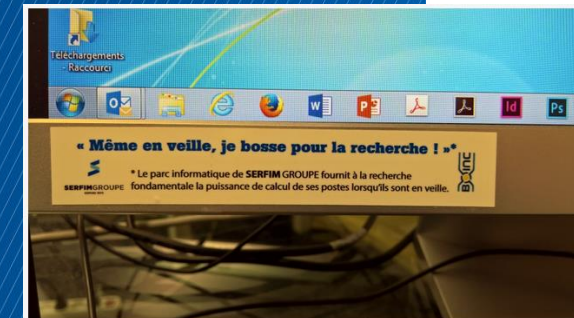 Téléchargements
- Raccourci
Id
Ps
« Même en veille, je bosse pour la recherche ! »*
* Le parc informatique de SERFIM GROUPE fournit à la recherche
SERFIMGROUPE fondamentale la puissance de calcul de ses postes lorsqu'ils sont en veille.
BOINC